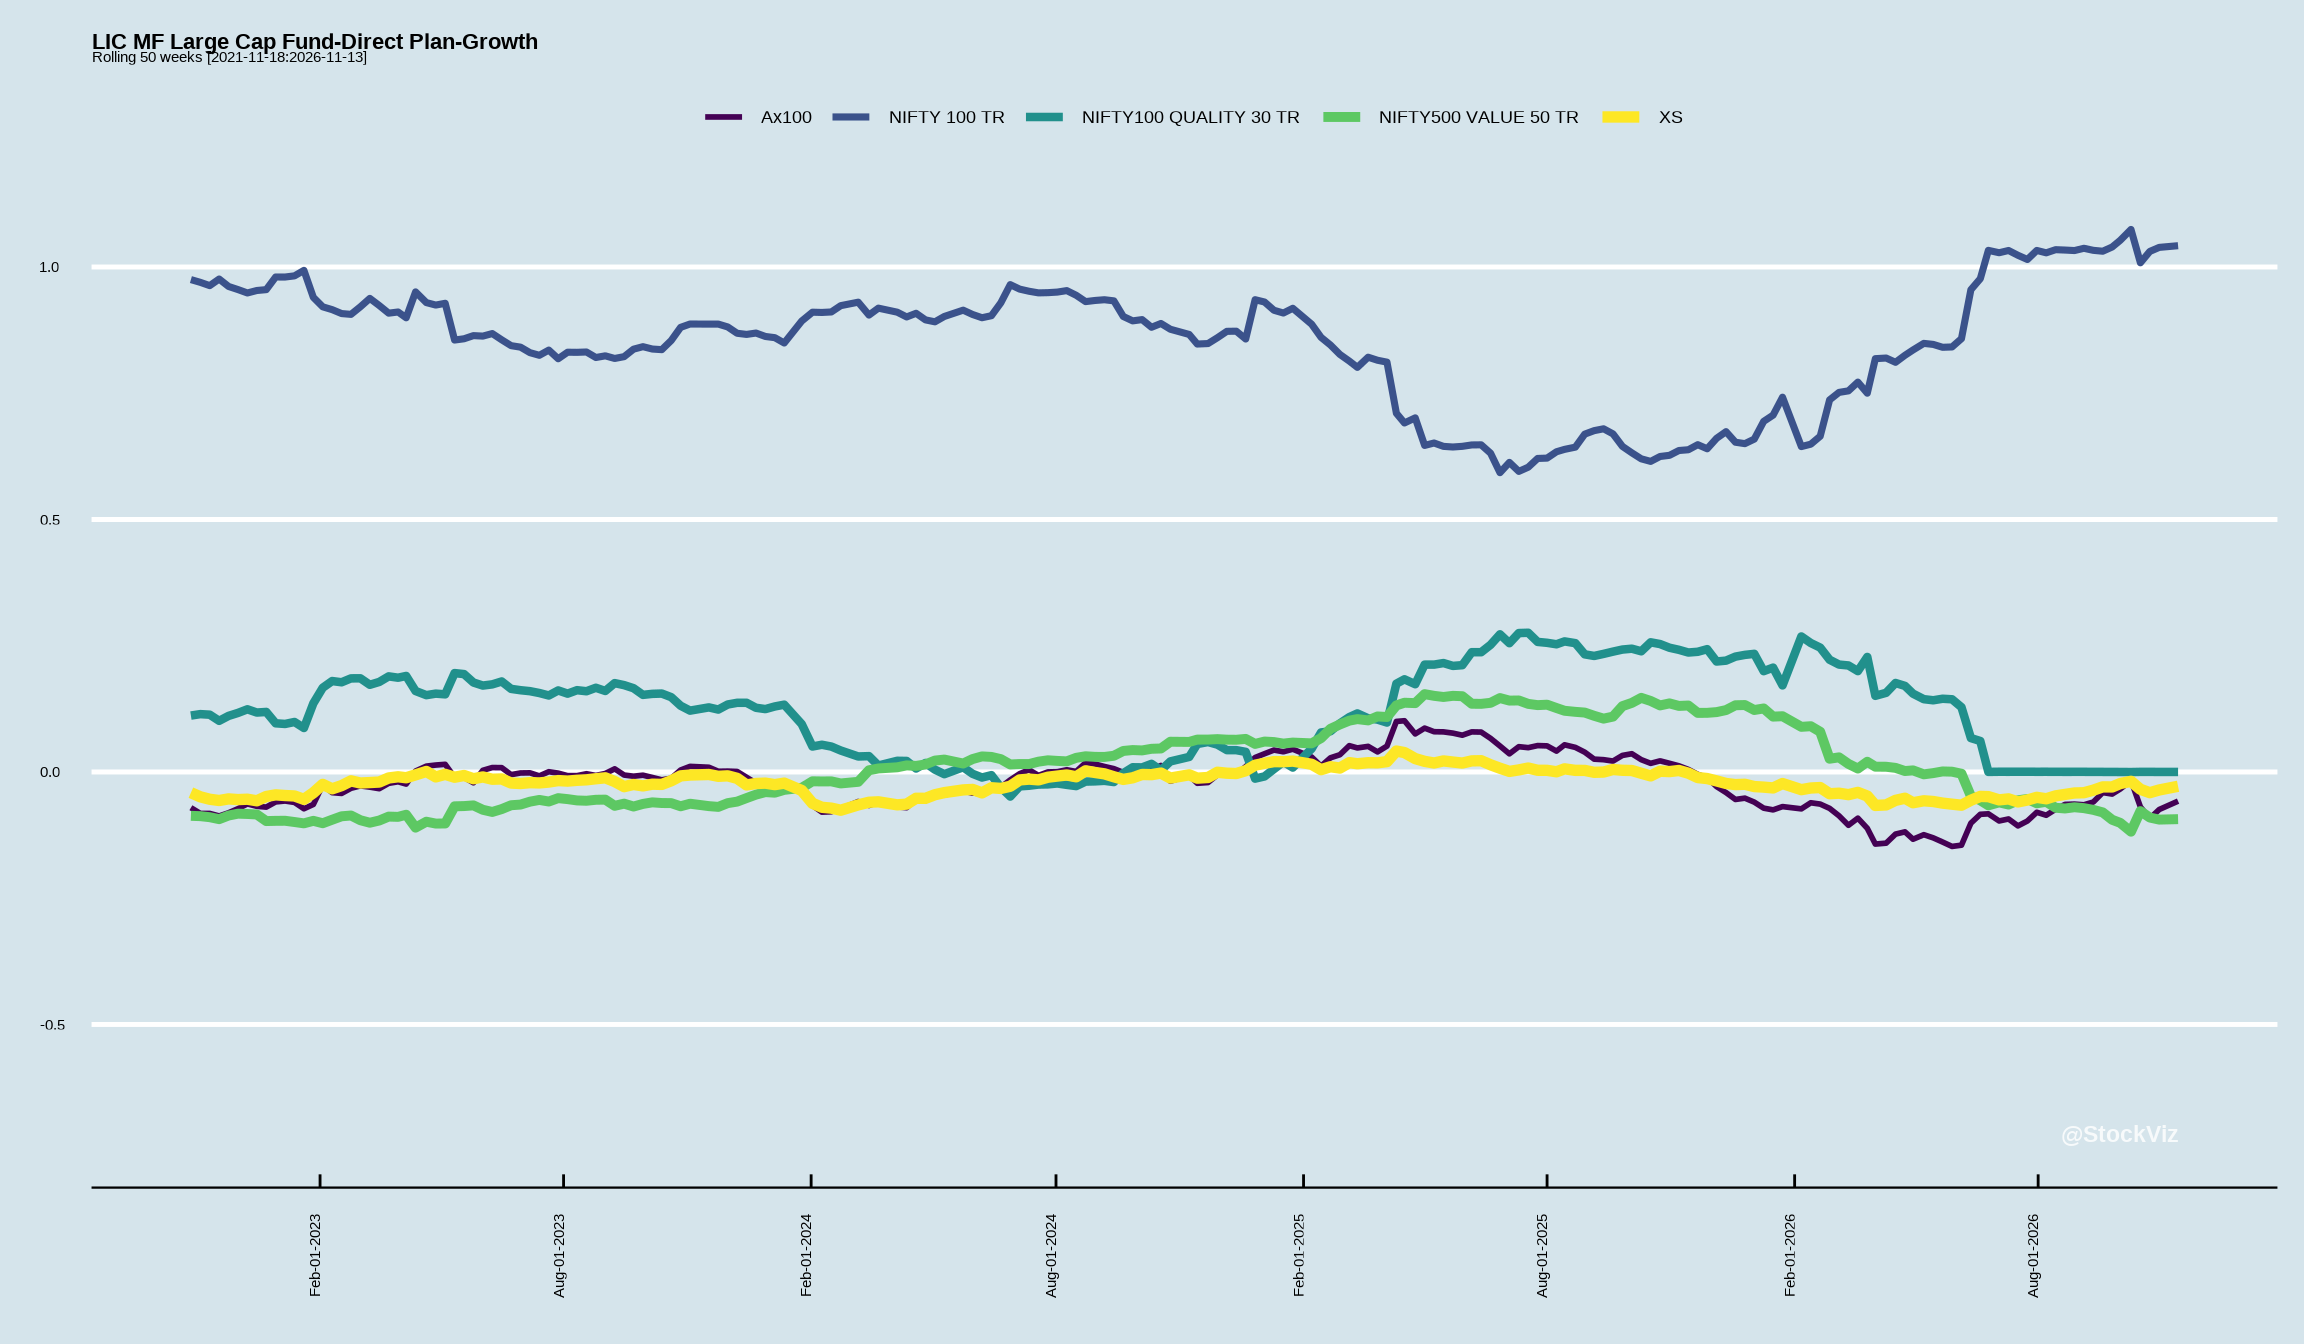 LIC MF Large Cap Fund-Direct Plan-Growth
Rolling 50 weeks [2021-11-18:2026-11-13]
Ax100 NIFTY 100 TR NIFTY100 QUALITY 30 TR NIFTY500 VALUE 50 TR XS
1.0
0.5
0.0
-0.5
@StockViz
Feb-01-2023
Aug-01-2023
Feb-01-2024
Aug-01-2024
Feb-01-2025
Aug-01-2025
Feb-01-2026
Aug-01-2026